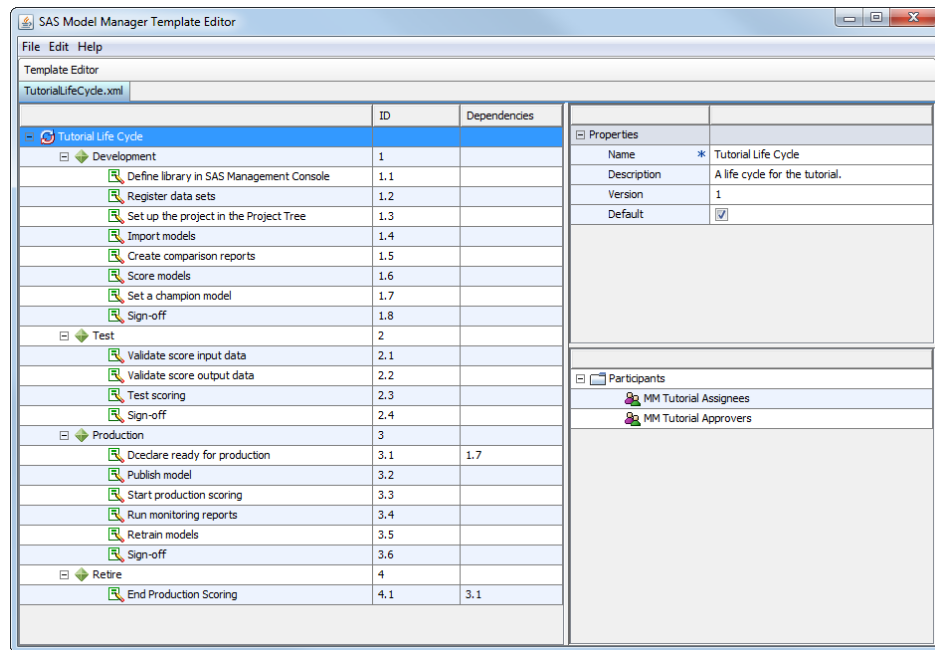 SAS Model Manager Template Editor
File Edit Help
Template Editor
TutorialLifeCycle.xml
ID Dependencies
Tutorial Life Cycle
Development 1
Define library in SAS Management Console 1.1
Register data sets 1.2
Set up the project in the Project Tree 1.3
Import models 1.4
Create comparison reports 1.5
Score models 1.6
Set a champion model 1.7
Sign-off 1.8
Test 2
Validate score input data 2.1
Validate score output data 2.2
Test scoring 2.3
Sign-off 2.4
Production 3
Dceclare ready for production 3.1 1.7
Publish model 3.2
Start production scoring 3.3
Run monitoring reports 3.4
Retrain models 3.5
Sign-off 3.6
Retire 4
End Production Scoring 4.1 3.1
Properties
Name * Tutorial Life Cycle
Description A life cycle for the tutorial.
Version 1
Default
Participants
MM Tutorial Assignees
MM Tutorial Approvers